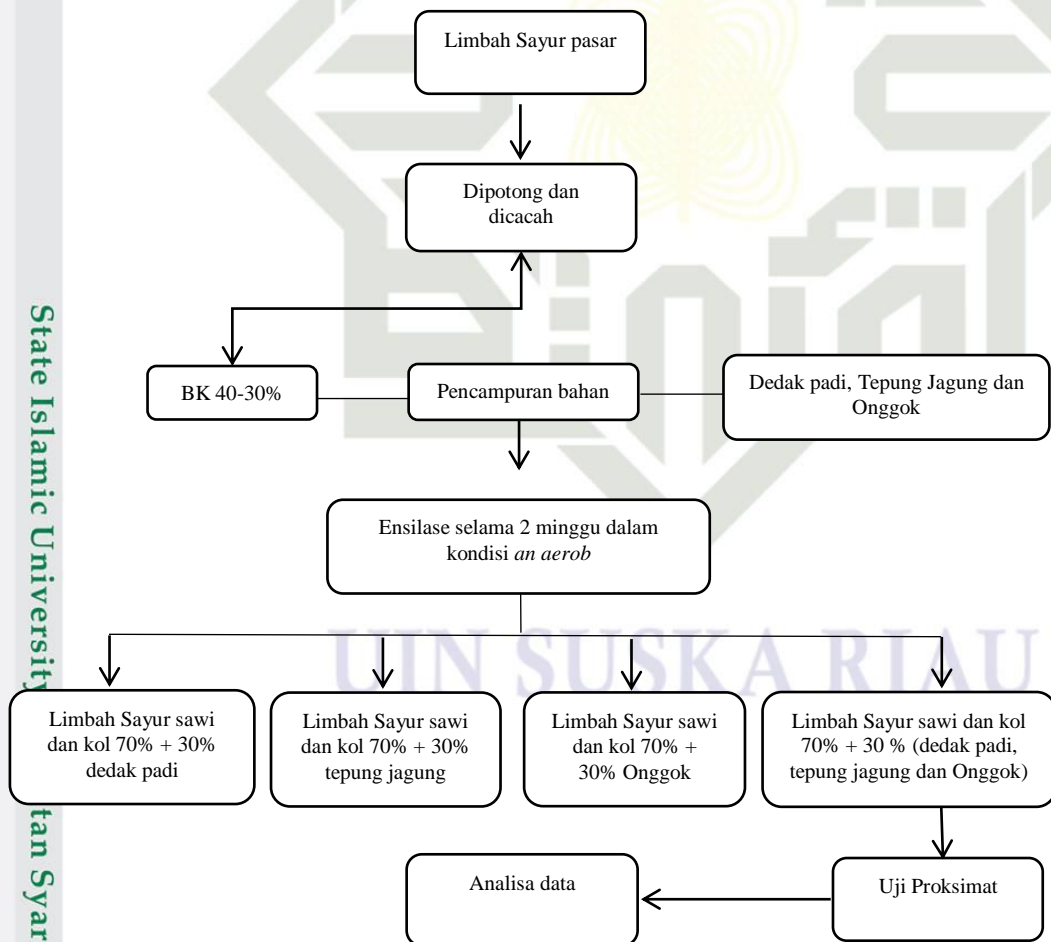 Limbah Sayur pasar
Dipotong dan
dicacah
BK 40-30%
Pencampuran bahan
Dedak padi, Tepung Jagung dan
Onggok
Ensilase selama 2 minggu dalam
kondisi an aerob
UIN SUSKA RIAU
Limbah Sayur sawi
dan kol 70% + 30%
dedak padi
Limbah Sayur sawi
dan kol 70% + 30%
tepung jagung
Limbah Sayur sawi
dan kol 70% +
30% Onggok
Limbah Sayur sawi dan kol
70% + 30 % (dedak padi,
tepung jagung dan Onggok)
Analisa data
Uji Proksimat
State Islamic University
tan Syar